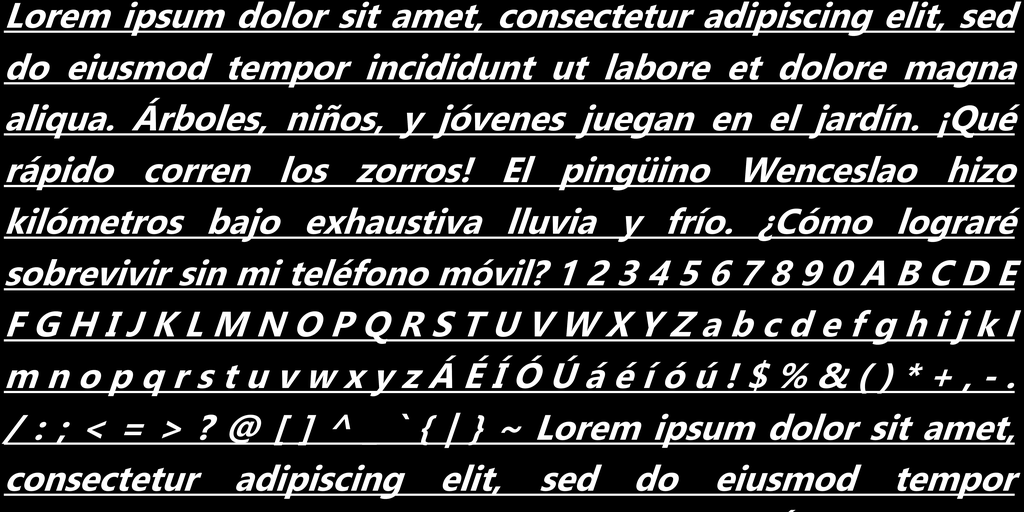 Lorem ipsum dolor sit amet, consectetur adipiscing elit, sed
do eiusmod tempor incididunt ut labore et dolore magna
aliqua. Árboles, niños, y jóvenes juegan en el jardín. ¡Qué
rápido corren los zorros! El pingüino Wenceslao hizo
kilómetros bajo exhaustiva lluvia y frío. ¿Cómo lograré
sobrevivir sin mi teléfono móvil? 1 2 3 4 5 6 7 8 9 0 A B C D E
F G H I J K L M N O P Q R S T U V W X Y Z a b c d e f g h i j k l
m n o p q r s t u v w x y z Á É Í Ó Ú á é í ó ú ! $ % & ( ) * + , - .
/ : ; < = > ? @ [ ] ^ ` { | } ~ Lorem ipsum dolor sit amet,
consectetur adipiscing elit, sed do eiusmod tempor